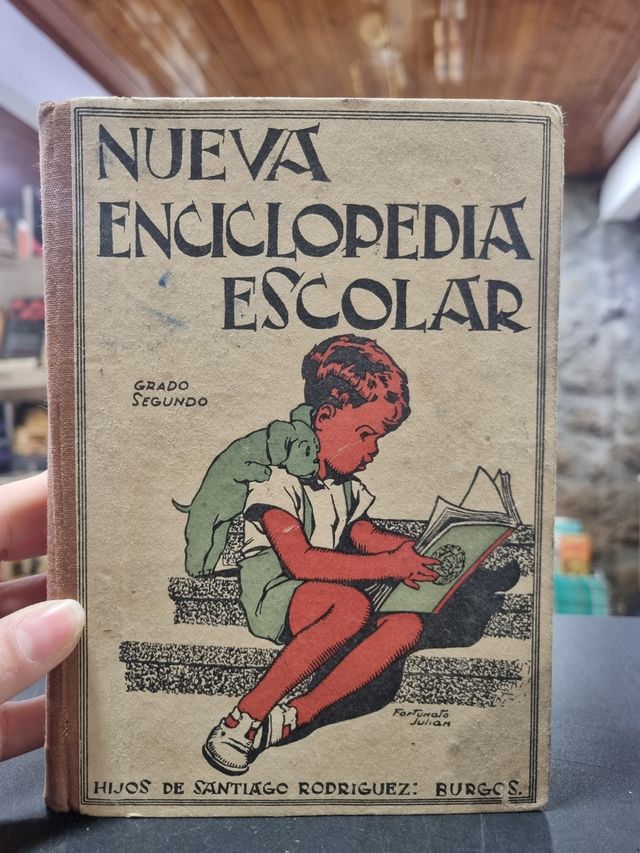 NUEVA
ENCICLOPEDIA
ESCOLAR
GRADO
SEGUNDO
Fortunato
Julian
HIJOS DE SANTIAGO RODRIGUEZ: BURGOS.